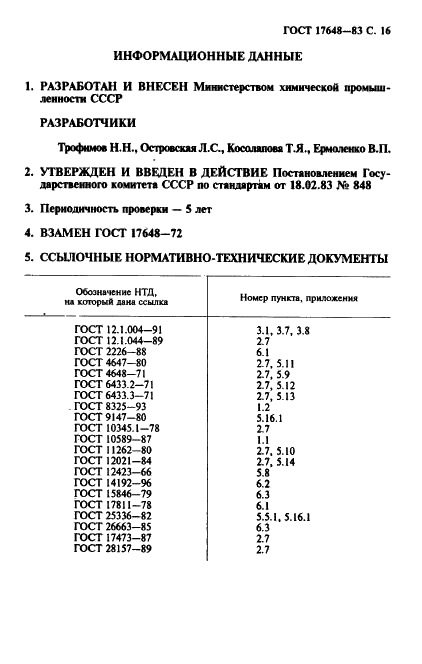 ГОСТ 17648—83 С. 16
ИНФОРМАЦИОННЫЕ ДАННЫЕ
1. РАЗРАБОТАН И ВНЕСЕН Министерством химической промыш-
ленности СССР
РАЗРАБОТЧИКИ
Трофимов Н.Н., Островская Л.С., Косолапова Т.Я., Ермоленко В.П.
2. УТВЕРЖДЕН И ВВЕДЕН В ДЕЙСТВИЕ Постановлением Госу-
дарственного комитета СССР по стандартам от 18.02.83 № 848
3. Периодичность проверки — 5 лет
4. ВЗАМЕН ГОСТ 17648—72
5. ССЫЛОЧНЫЕ НОРМАТИВНО-ТЕХНИЧЕСКИЕ ДОКУМЕНТЫ
Обозначение НТД,
на который дана ссылка
Номер пункта, приложения
ГОСТ 12.1.004—91 3.1, 3.7, 3.8
ГОСТ 12.1.044—89 2.7
ГОСТ 2226—88 6.1
ГОСТ 4647—80 2.7, 5.11
ГОСТ 4648—71 2.7, 5.9
ГОСТ 6433.2—71 2.7, 5.12
ГОСТ 6433.3—71 2.7, 5.13
ГОСТ 8325—93 1.2
ГОСТ 9147—80 5.16.1
ГОСТ 10345.1—78 2.7
ГОСТ 10589—87 1.1
ГОСТ 11262—80 2.7, 5.10
ГОСТ 12021—84 2.7, 5.14
ГОСТ 12423—66 5.8
ГОСТ 14192—96 6.2
ГОСТ 15846—79 6.3
ГОСТ 17811—78 6.1
ГОСТ 25336—82 5.5.1, 5.16.1
ГОСТ 26663—85 6.3
ГОСТ 17473—87 2.7
ГОСТ 28157—89 2.7